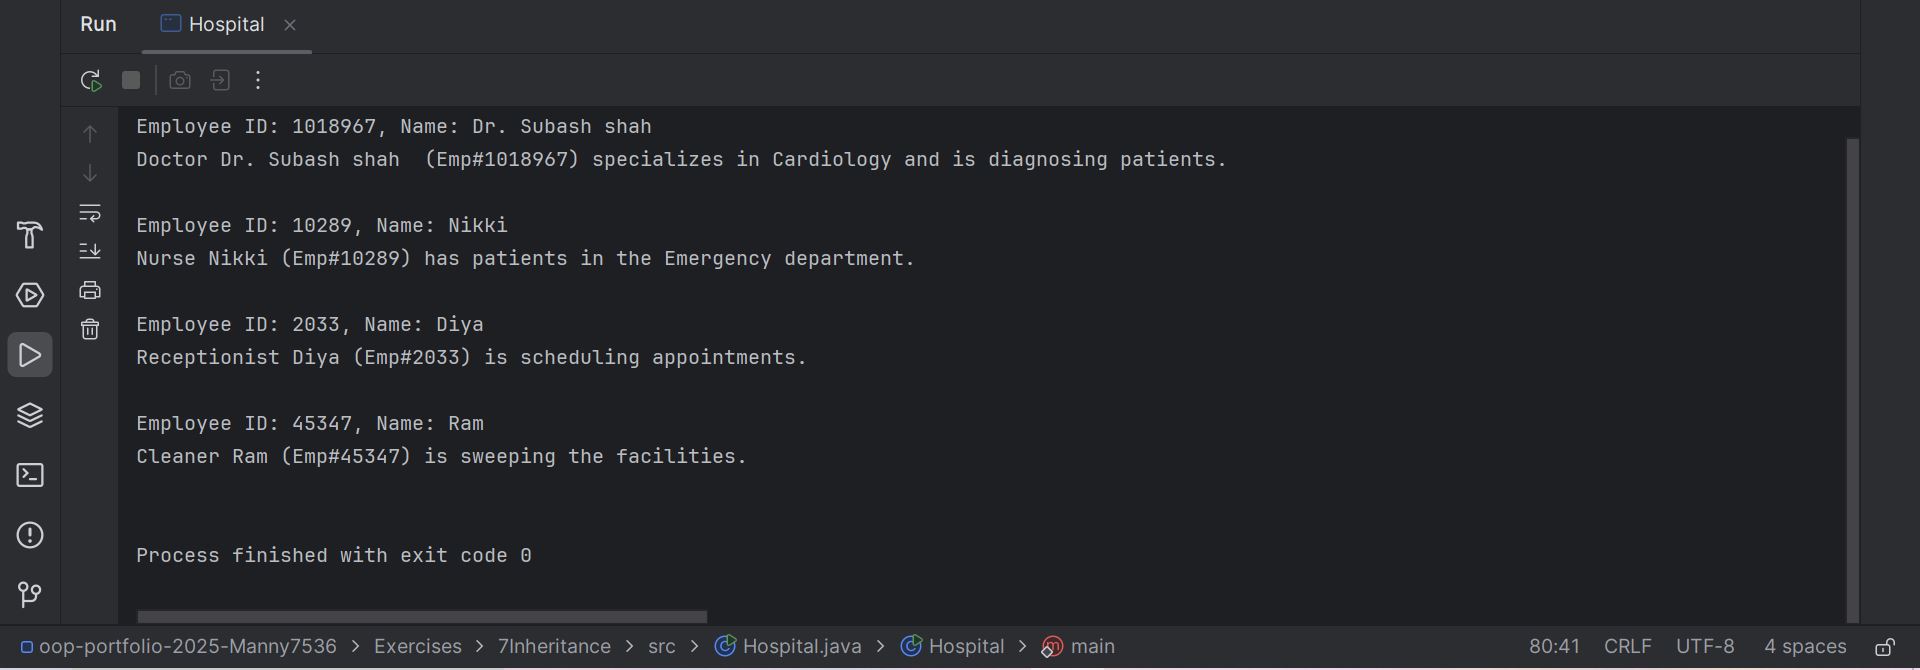 Run Hospital
Employee ID: 1018967, Name: Dr. Subash shah
Doctor Dr. Subash shah  (Emp#1018967) specializes in Cardiology and is diagnosing patients.
Employee ID: 10289, Name: Nikki
Nurse Nikki (Emp#10289) has patients in the Emergency department.
Employee ID: 2033, Name: Diya
Receptionist Diya (Emp#2033) is scheduling appointments.
Employee ID: 45347, Name: Ram
Cleaner Ram (Emp#45347) is sweeping the facilities.
Process finished with exit code 0
oop-portfolio-2025-Manny7536 > Exercises > 7Inheritance > src > Hospital.java > Hospital > main 80:41 CRLF UTF-8 4 spaces